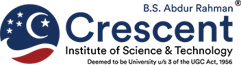 B.S. Abdur Rahman®
Crescent
Institute of Science & Technology
Deemed to be University u/s 3 of the UGC Act, 1956